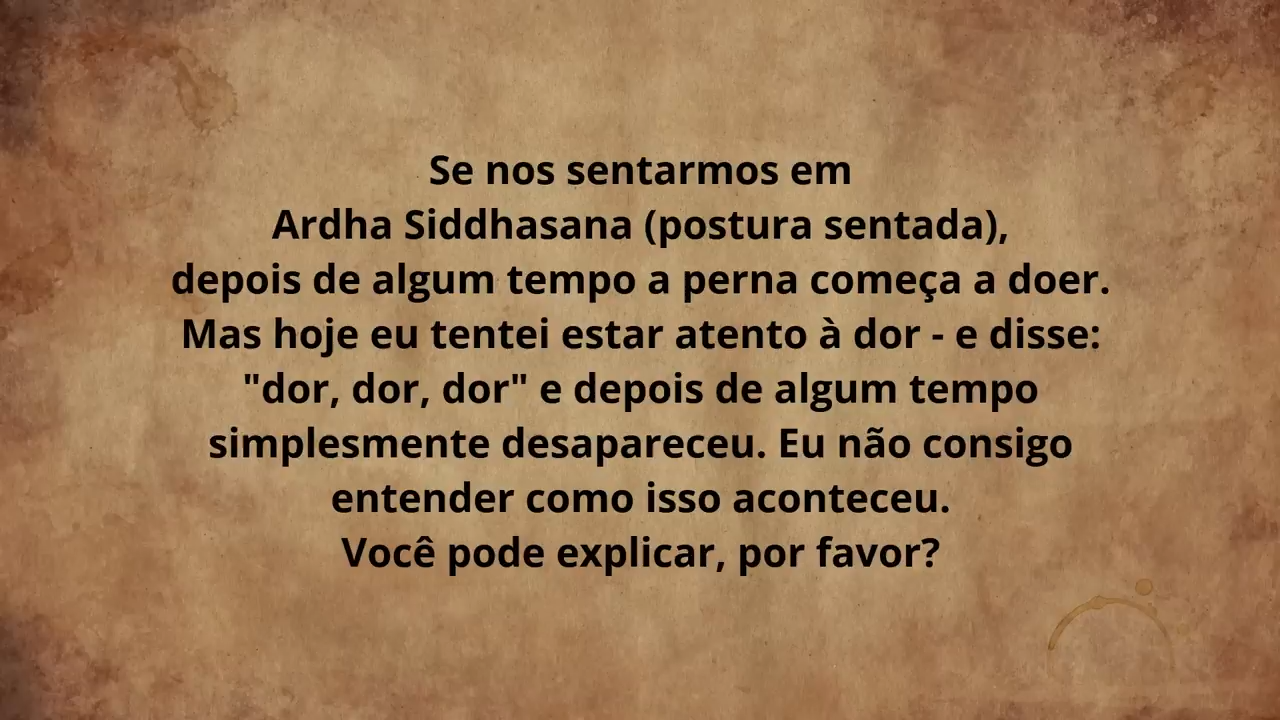 Se nos sentarmos em
Ardha Siddhasana (postura sentada),
depois de algum tempo a perna começa a doer.
Mas hoje eu tentei estar atento à dor - e disse:
"dor, dor, dor" e depois de algum tempo
simplesmente desapareceu. Eu não consigo
entender como isso aconteceu.
Você pode explicar, por favor?